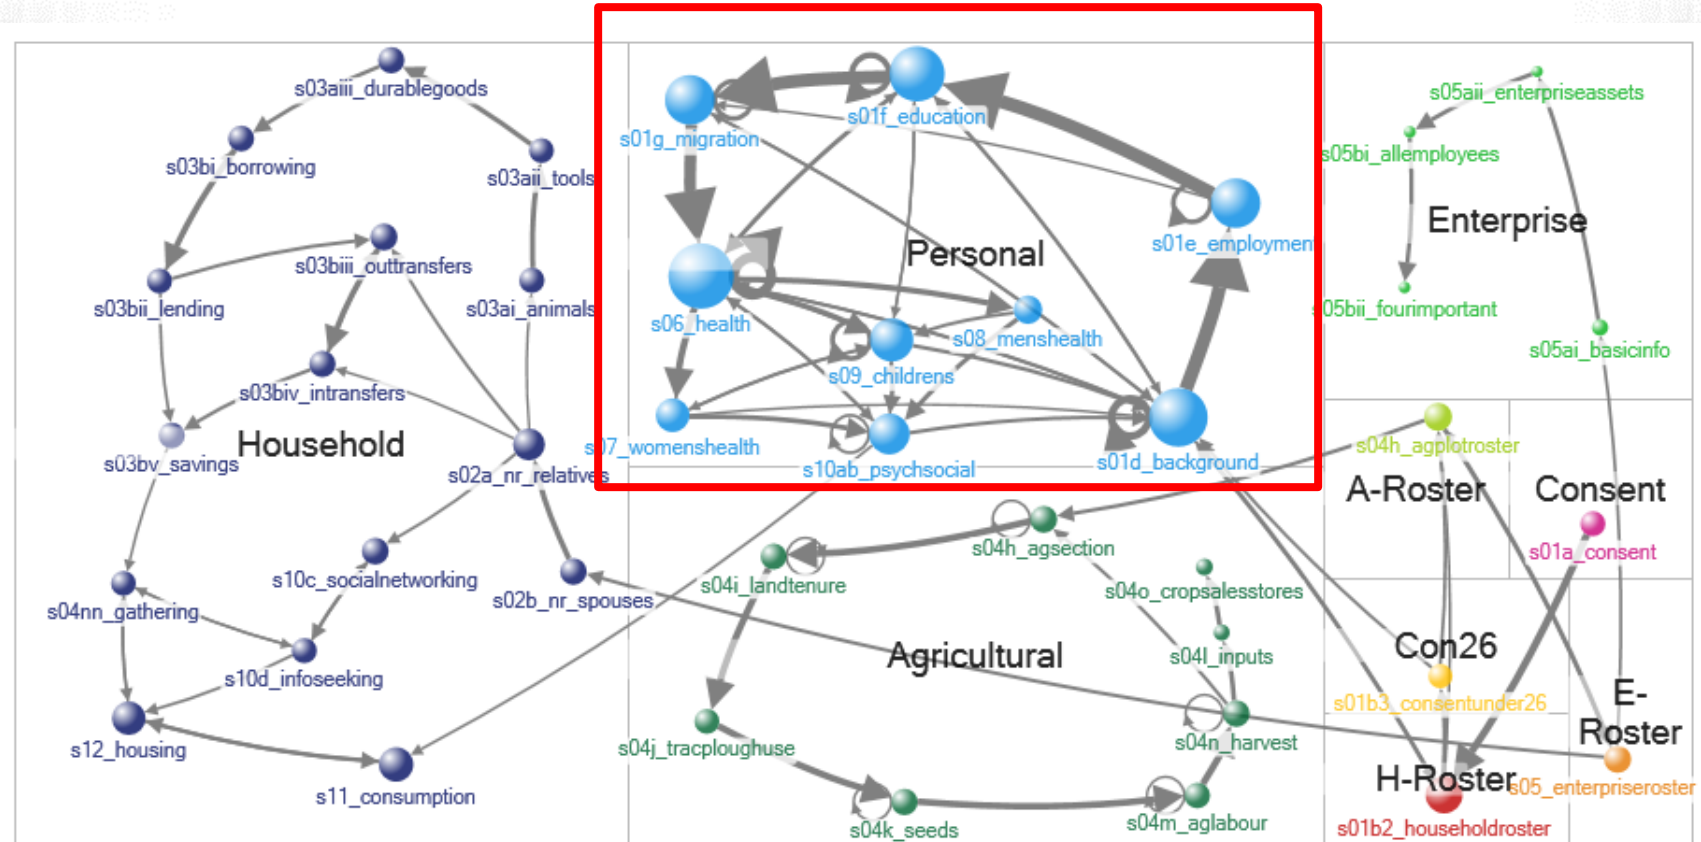 s03aiii_durablegoods
s03bi_borrowing
s03aii_tools
s03biii_outtransfers
s03bii_lending
s03ai_animals
s03biv_intransfers
Household
s03bv_savings
s02a_nr_relatives
s10c_socialnetworking
s04nn_gathering
s02b_nr_spouses
s10d_infoseeking
s12_housing
s11_consumption
s01g_migration
s01f_education
Personal
s01e_employment
s06_health
s08_menshealth
s09_childrens
s07_womenshealth
s10ab_psychsocial
s01d_background
s04h_agsection
s04i_landtenure
s04o_cropsalesstores
Agricultural
s04l_inputs
s04j_tracploughuse
s04n_harvest
s04k_seeds
s04m_aglabour
s05aii_enterpriseassets
s05bi_allemployees
Enterprise
s05bii_fourimportant
s05ai_basicinfo
s04h_agplotroster
A-Roster
Consent
s01a_consent
Con26
s01b3_consentunder26
E-
Roster
H-Roster
s05_enterpriseroster
s01b2_householdroster